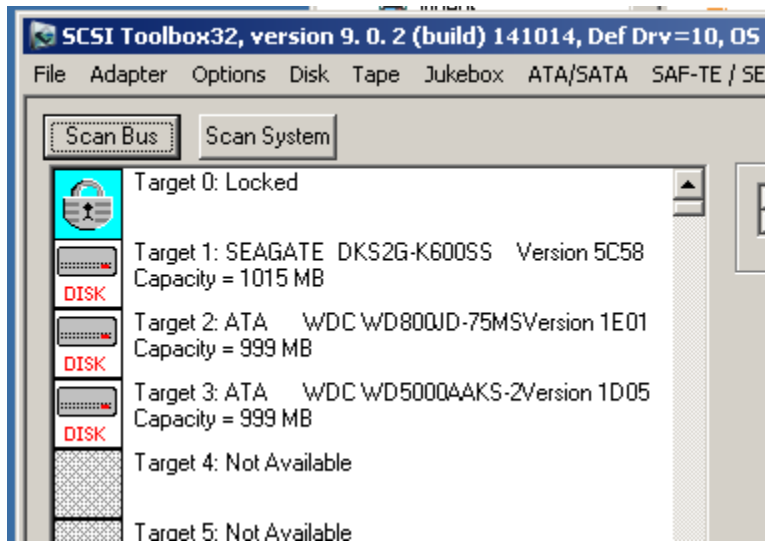 SCSI Toolbox32, version 9. 0. 2 (build) 141014, Def Drv=10, OS
File Adapter Options Disk Tape Jukebox ATA/SATA SAF-TE / SE
Scan Bus Scan System
Target 0: Locked
Target 1: SEAGATE DKS2G-K600SS Version 5C58
Capacity = 1015 MB
DISK
Target 2: ATA WDC WD800JD-75MSVersion 1E01
Capacity = 999 MB
DISK
Target 3: ATA WDC WD5000AAKS-2Version 1D05
Capacity = 999 MB
DISK
Target 4: Not Available
Target 5: Not Available